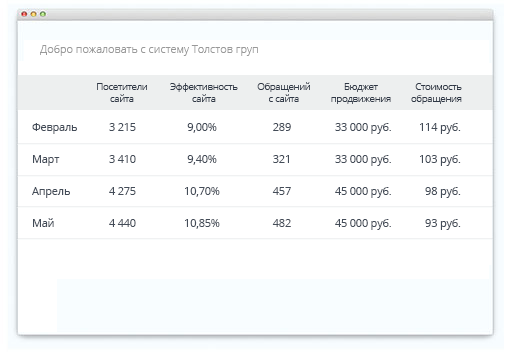 Добро пожаловать с систему Толстов груп
Посетители сайта Эффективность сайта Обращений с сайта Бюджет продвижения Стоимость обращения
Февраль 3 215 9,00% 289 33 000 руб. 114 руб.
Март 3 410 9,40% 321 33 000 руб. 103 руб.
Апрель 4 275 10,70% 457 45 000 руб. 98 руб.
Май 4 440 10,85% 482 45 000 руб. 93 руб.